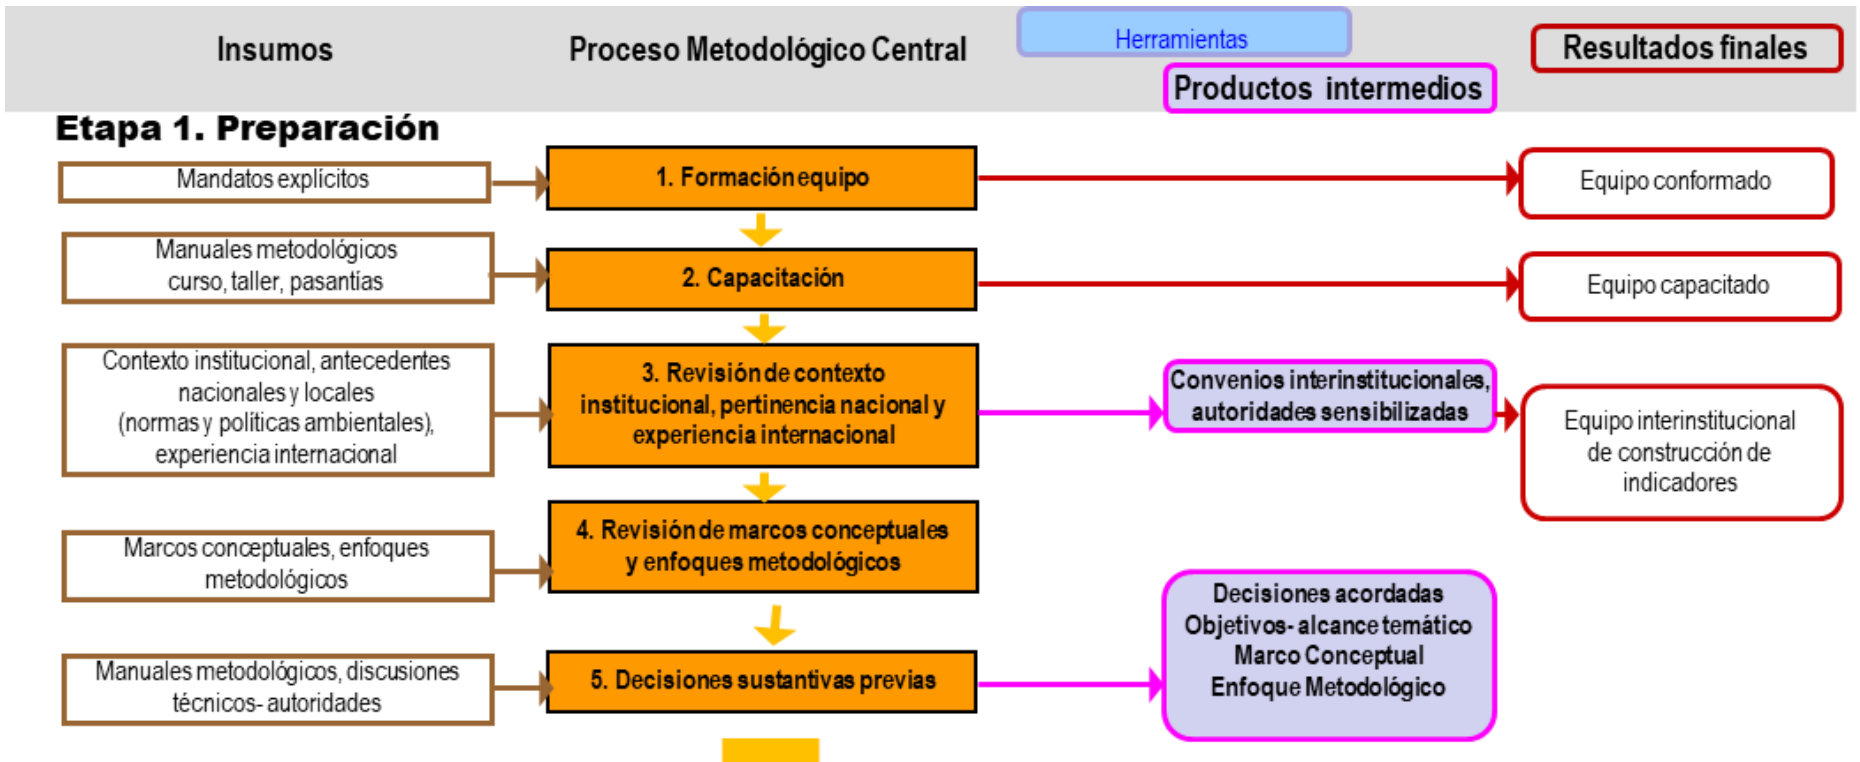 Insumos
Proceso Metodológico Central
Herramientas
Productos intermedios
Resultados finales
Etapa 1. Preparación
Mandatos explícitos
1. Formación equipo
Equipo conformado
Manuales metodológicos
curso, taller, pasantías
2. Capacitación
Equipo capacitado
Contexto institucional, antecedentes
nacionales y locales
(normas y políticas ambientales),
experiencia internacional
3. Revisión de contexto
institucional, pertinencia nacional y
experiencia internacional
Convenios interinstitucionales,
autoridades sensibilizadas
Equipo interinstitucional
de construcción de
indicadores
Marcos conceptuales, enfoques
metodológicos
4. Revisión de marcos conceptuales
y enfoques metodológicos
Manuales metodológicos, discusiones
técnicos- autoridades
5. Decisiones sustantivas previas
Decisiones acordadas
Objetivos- alcance temático
Marco Conceptual
Enfoque Metodológico